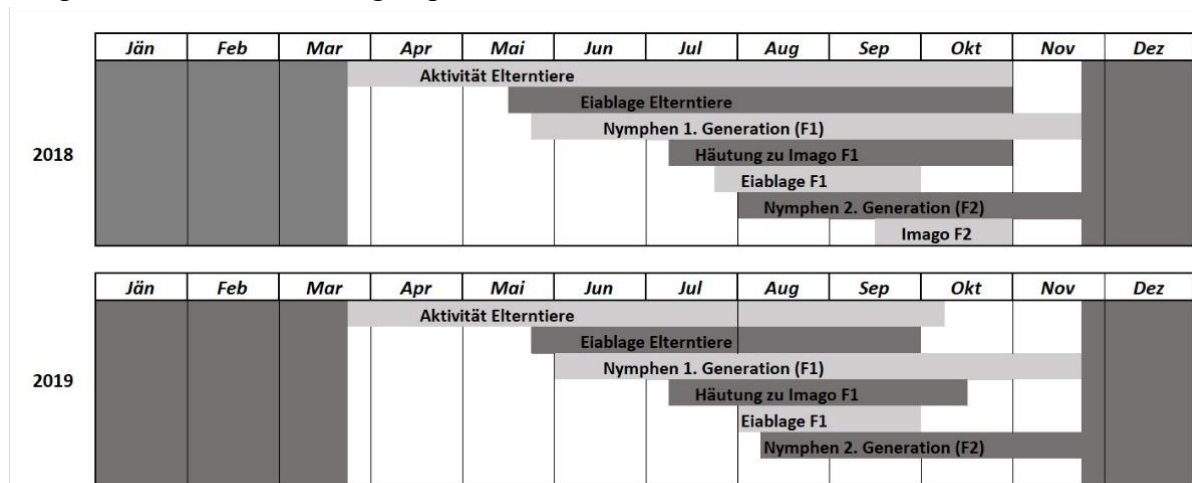 Jän Feb Mar Apr Mai Jun Jul Aug Sep Okt Nov Dez
Aktivität Elterntiere
Eiablage Elterntiere
Nymphen 1. Generation (F1)
2018
Häutung zu Imago F1
Eiablage F1
Nymphen 2. Generation (F2)
Imago F2
Jän Feb Mar Apr Mai Jun Jul Aug Sep Okt Nov Dez
Aktivität Elterntiere
Eiablage Elterntiere
Nymphen 1. Generation (F1)
2019
Häutung zu Imago F1
Eiablage F1
Nymphen 2. Generation (F2)